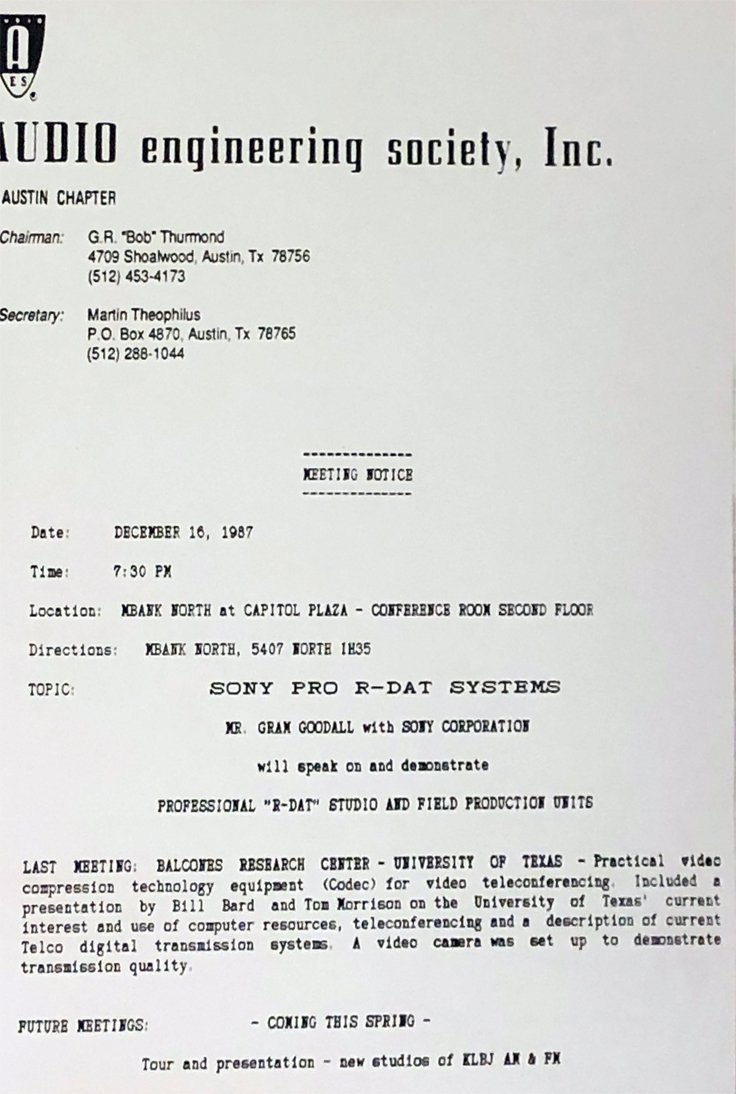 AUDIO
A
ES
AUDIO engineering society, Inc.
AUSTIN CHAPTER
Chairman: G.R. "Bob" Thurmond
4709 Shoalwood, Austin, Tx 78756
(512) 453-4173
Secretary: Martin Theophilus
P.O. Box 4870, Austin, Tx 78765
(512) 288-1044
--------------
MEETING NOTICE
--------------
Date: DECEMBER 16, 1987
Time: 7:30 PM
Location: MBANK NORTH at CAPITOL PLAZA - CONFERENCE ROOM SECOND FLOOR
Directions: MBANK NORTH, 5407 NORTH IH35
TOPIC: SONY PRO R-DAT SYSTEMS
MR. GRAM GOODALL with SONY CORPORATION
will speak on and demonstrate
PROFESSIONAL "R-DAT" STUDIO AND FIELD PRODUCTION UNITS
LAST MEETING: BALCONES RESEARCH CENTER - UNIVERSITY OF TEXAS - Practical video
compression technology equipment (Codec) for video teleconferencing. Included a
presentation by Bill Bard and Tom Morrison on the University of Texas' current
interest and use of computer resources, teleconferencing and a description of current
Telco digital transmission systems. A video camera was set up to demonstrate
transmission quality.
FUTURE MEETINGS: - COMING THIS SPRING -
Tour and presentation - new studios of KLBJ AM & FM